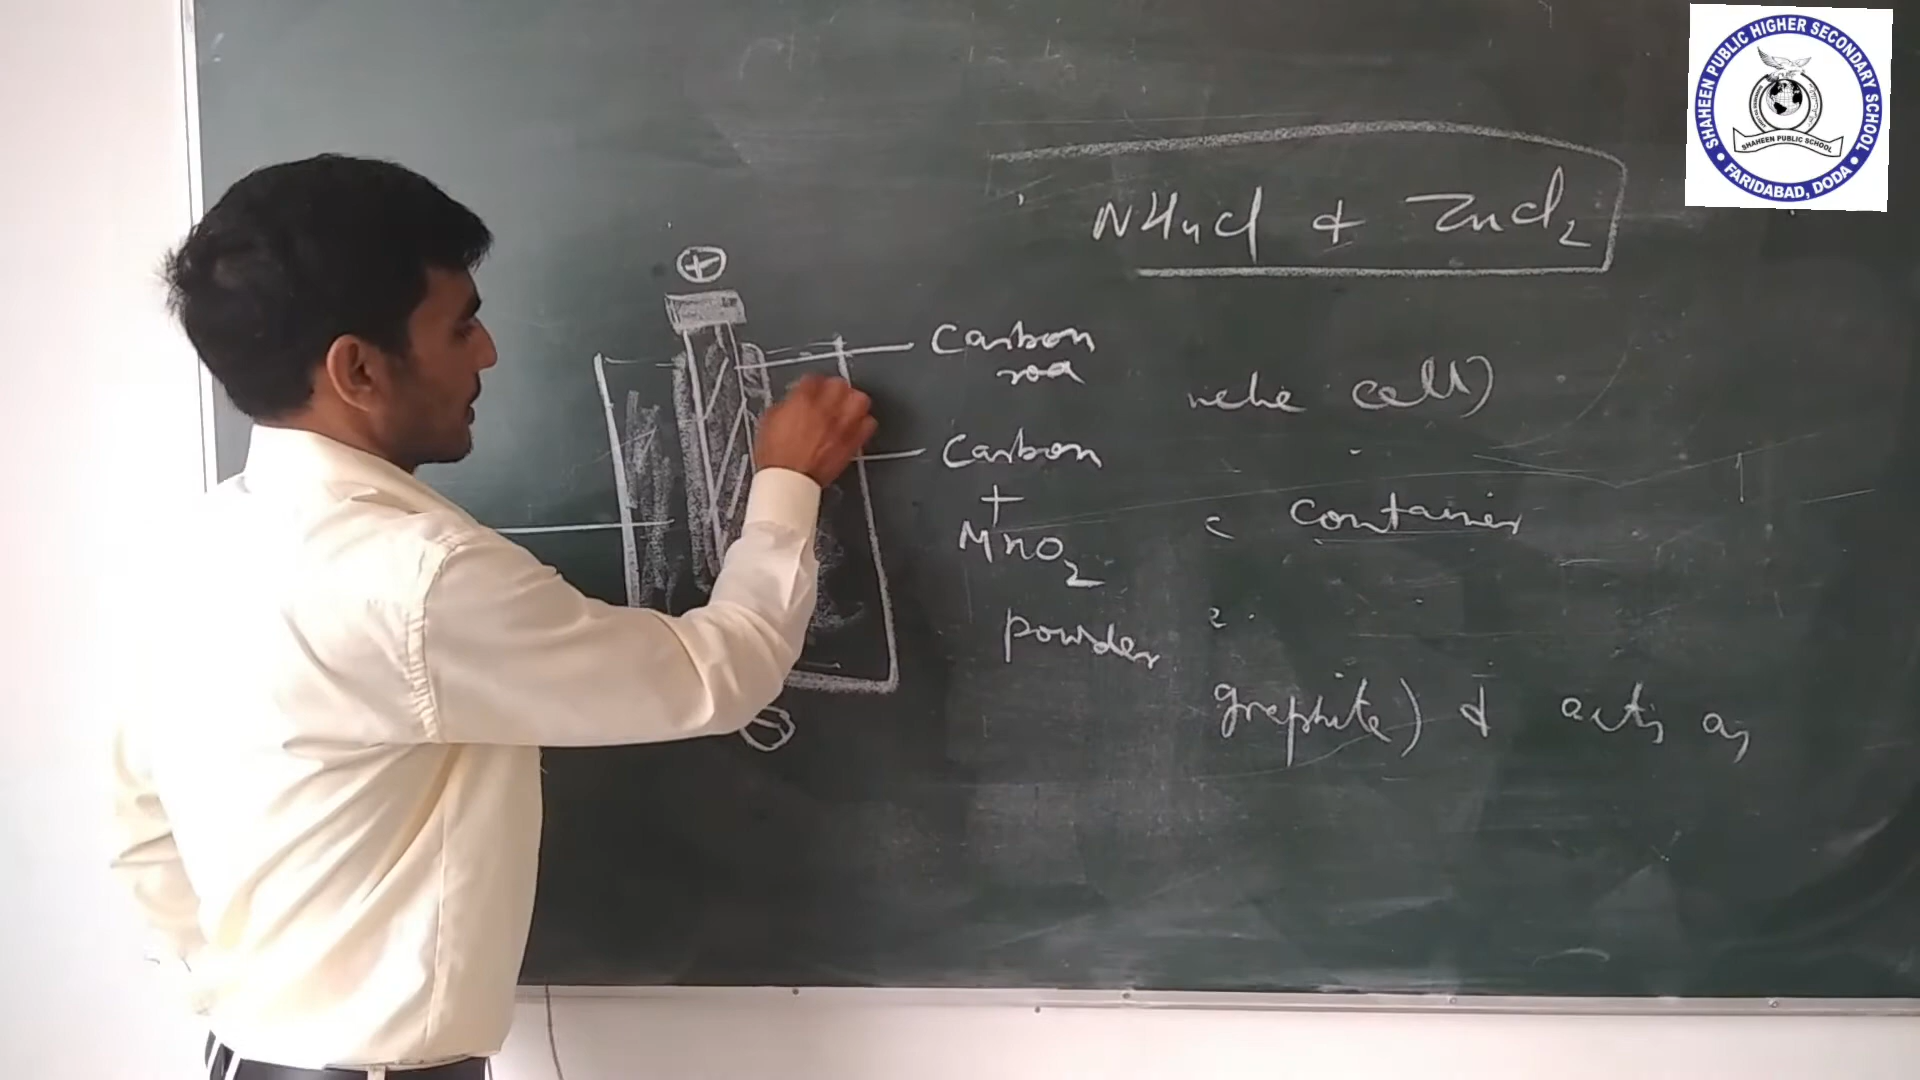 SHAHEEN PUBLIC HIGHER SECONDARY SCHOOL
SHAHEEN PUBLIC SCHOOL
• FARIDABAD, DODA •
NH4Cl & ZnCl2
+
Carbon
rod
cell)
Carbon
+
MnO2
powder
c container
2.
graphite) & acts as
-